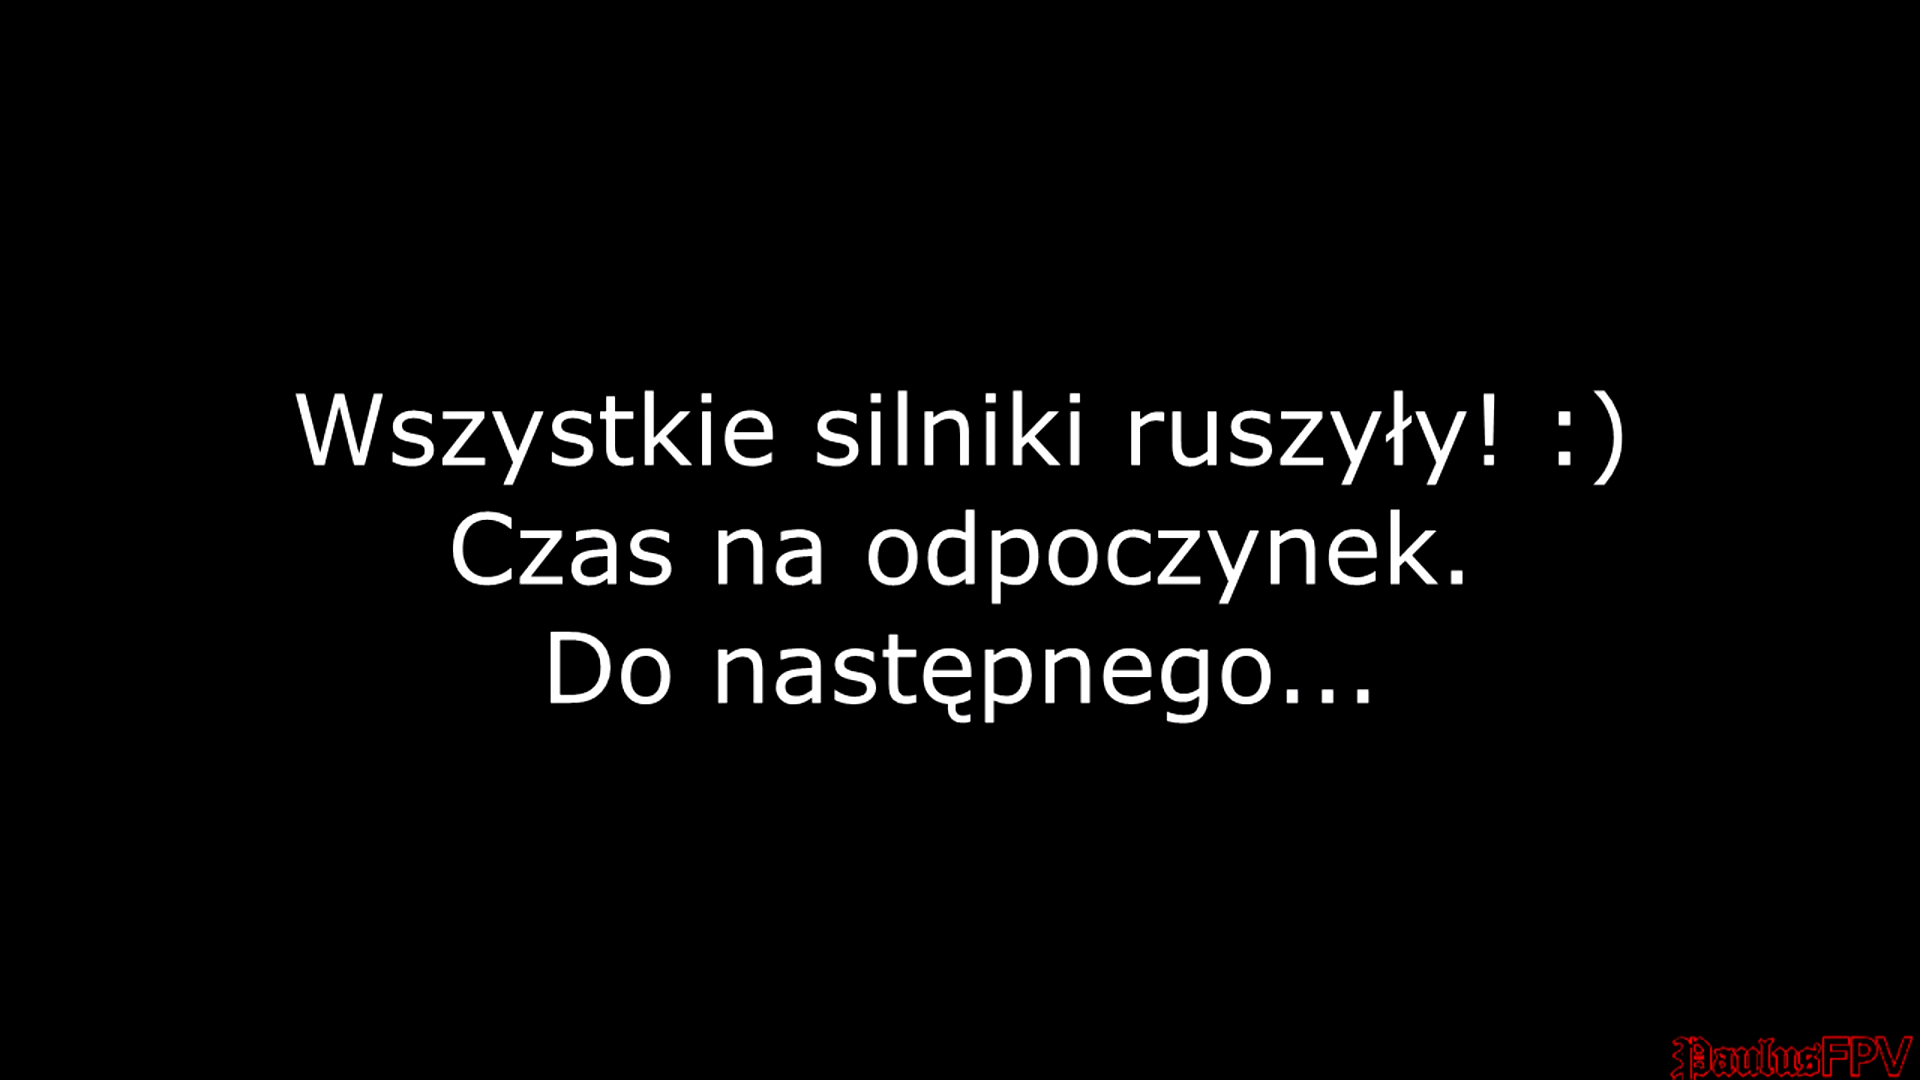 Wszystkie silniki ruszyły! :)
Czas na odpoczynek.
Do następnego...
PaulusFPV